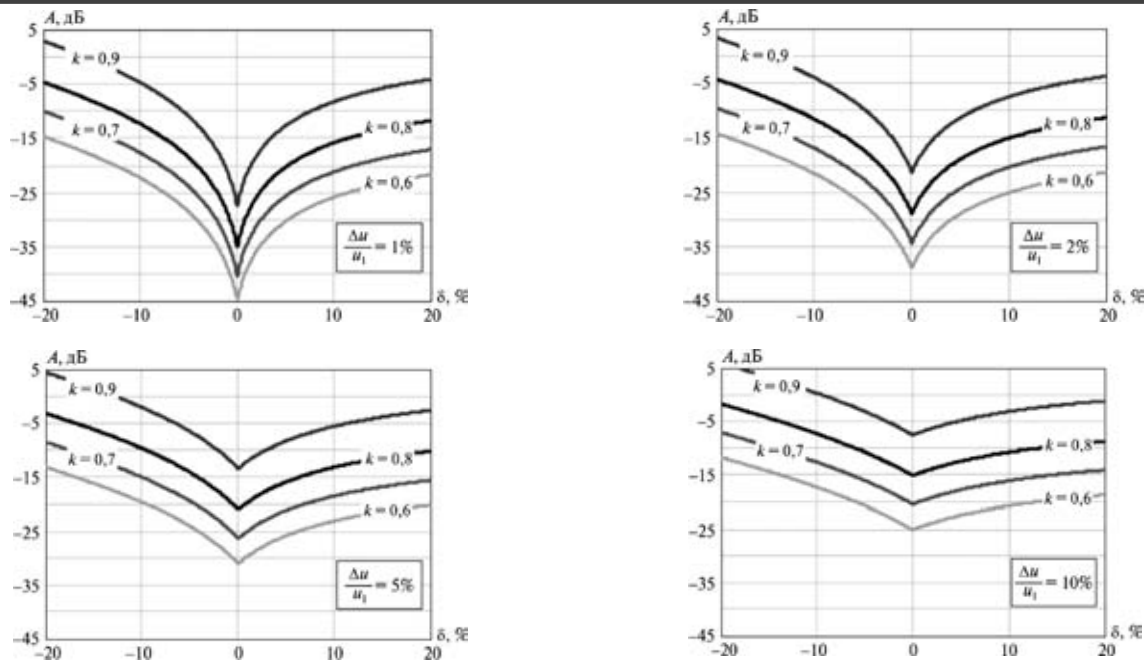 A, дБ
5
–5
–15
–25
–35
–45
–20
–10
0
10
20
δ, %
k = 0,9
k = 0,8
k = 0,7
k = 0,6
Δu
u₁
= 1%
A, дБ
5
–5
–15
–25
–35
–45
–20
–10
0
10
20
δ, %
k = 0,9
k = 0,8
k = 0,7
k = 0,6
Δu
u₁
= 2%
A, дБ
5
–5
–15
–25
–35
–45
–20
–10
0
10
20
δ, %
k = 0,9
k = 0,8
k = 0,7
k = 0,6
Δu
u₁
= 5%
A, дБ
5
–5
–15
–25
–35
–45
–20
–10
0
10
20
δ, %
k = 0,9
k = 0,8
k = 0,7
k = 0,6
Δu
u₁
= 10%